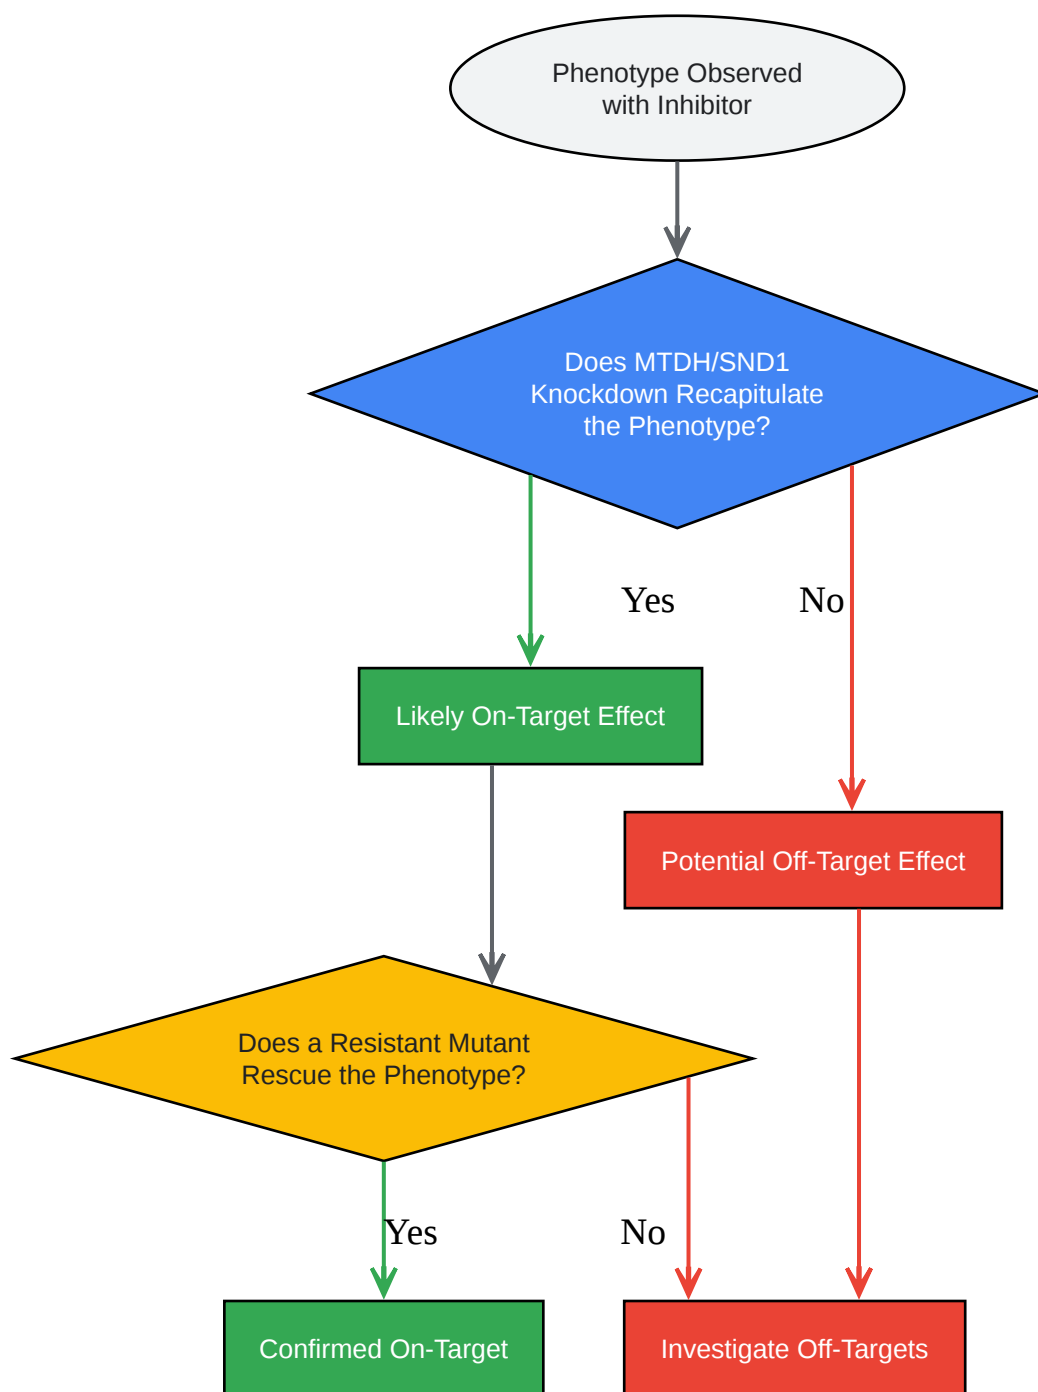 Phenotype Observed
with Inhibitor
Does MTDH/SND1
Knockdown Recapitulate
the Phenotype?
Yes
No
Likely On-Target Effect
Potential Off-Target Effect
Does a Resistant Mutant
Rescue the Phenotype?
Yes
No
Confirmed On-Target
Investigate Off-Targets